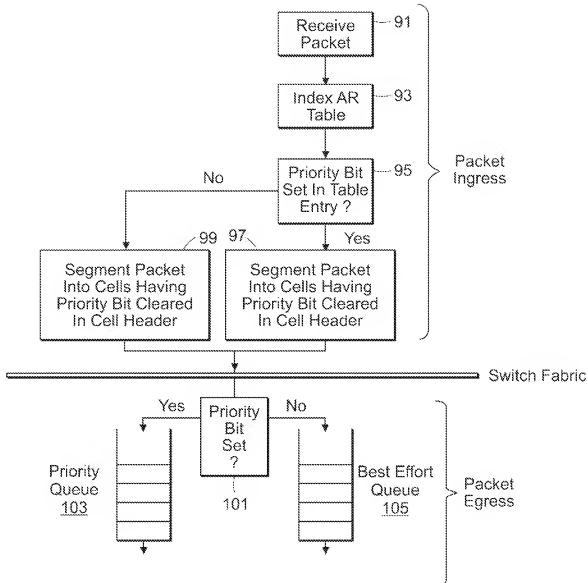 Receive
Packet
91
Index AR
Table
93
Priority Bit
Set In Table
Entry ?
95
Packet
Ingress
No
Yes
99
97
Segment Packet
Into Cells Having
Priority Bit Cleared
In Cell Header
Segment Packet
Into Cells Having
Priority Bit Cleared
In Cell Header
Switch Fabric
Yes
Priority
Bit
Set
?
No
101
Priority
Queue
103
Best Effort
Queue
105
Packet
Egress